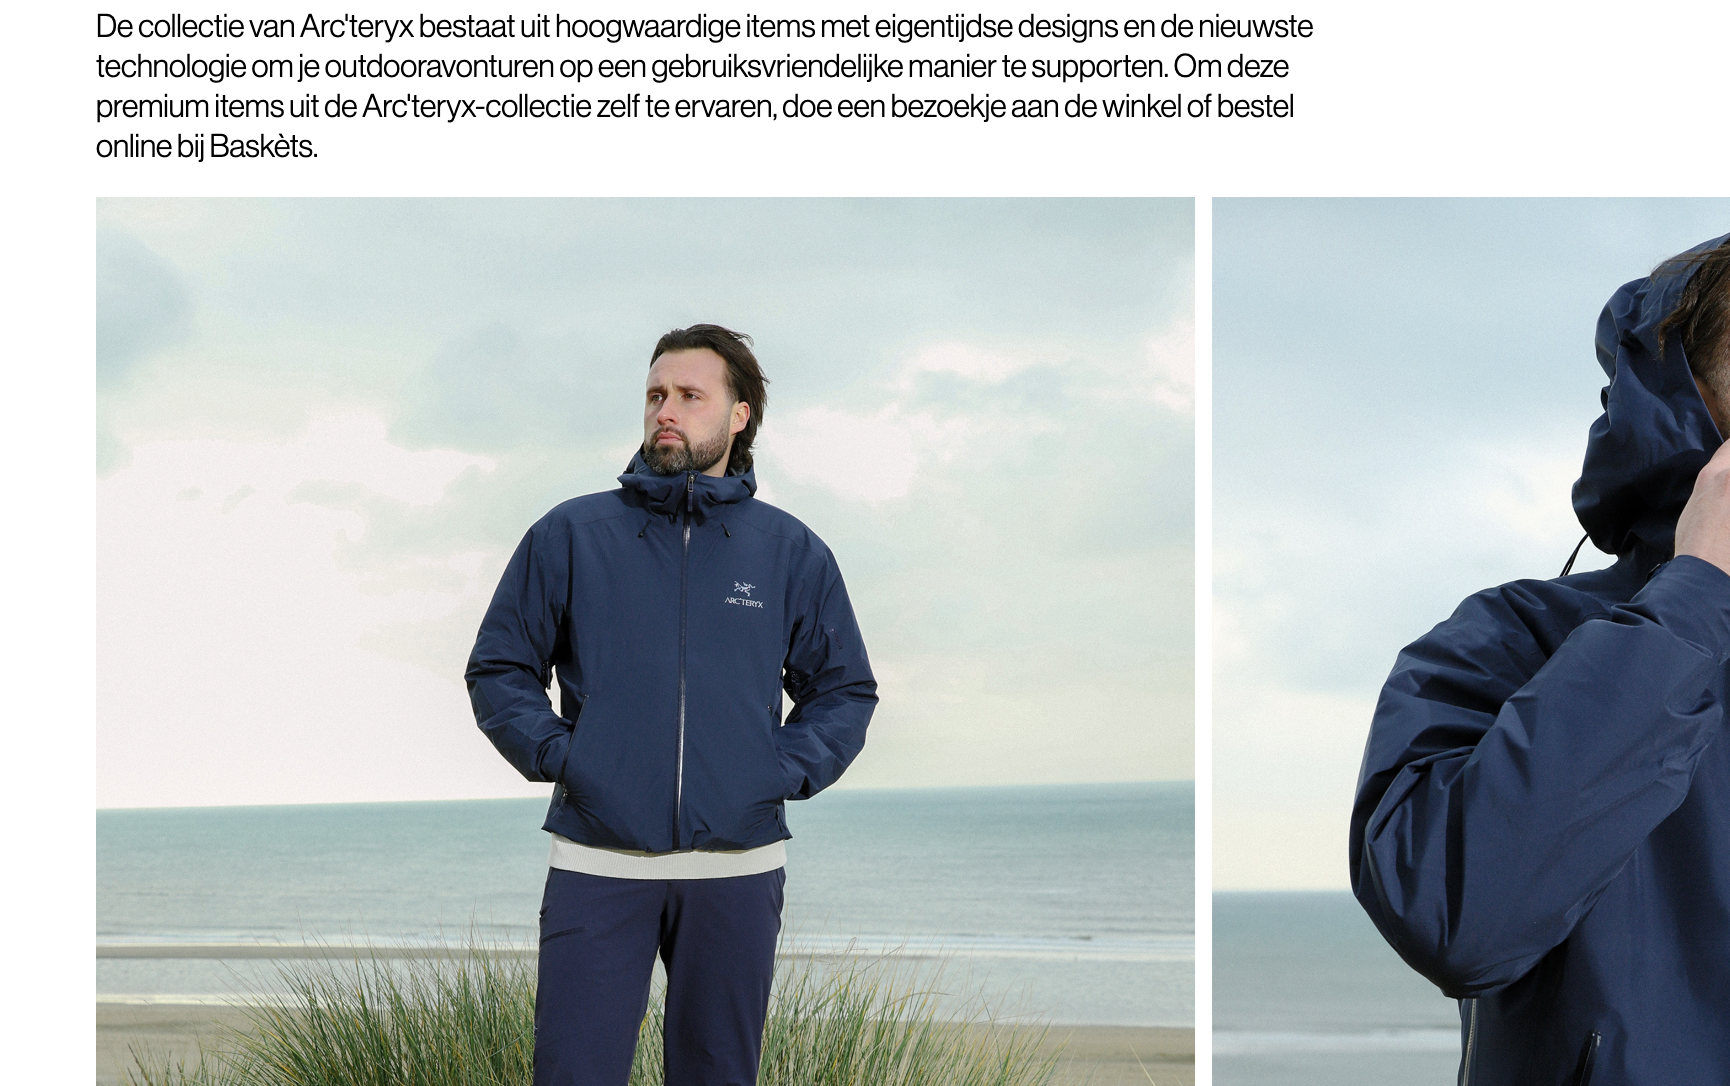 De collectie van Arc'teryx bestaat uit hoogwaardige items met eigentijdse designs en de nieuwste
technologie om je outdooravonturen op een gebruiksvriendelijke manier te supporten. Om deze
premium items uit de Arc'teryx-collectie zelf te ervaren, doe een bezoekje aan de winkel of bestel
online bij Baskèts.
ARC'TERYX